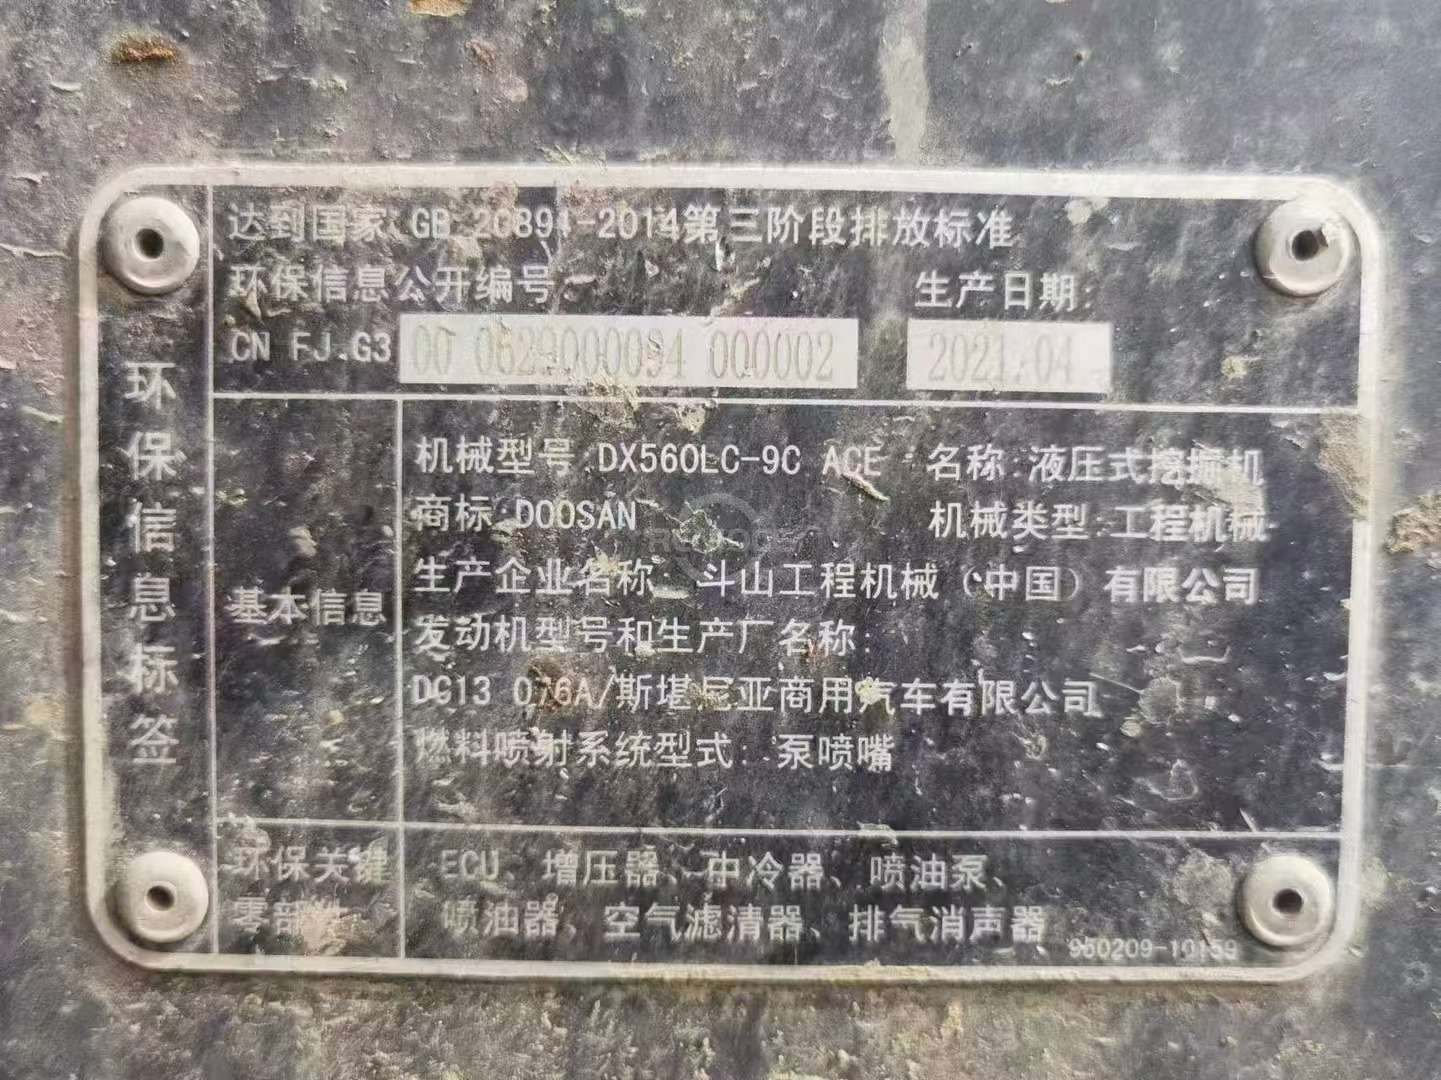 环保信息标签
达到国家 GB 20891-2014第三阶段排放标准
环保信息公开编号:
生产日期:
CN FJ.G3 00 0629000094 000002
2021.04
基本信息
机械型号:DX560LC-9C ACE 名称:液压式挖掘机
商标:DOOSAN 机械类型:工程机械
生产企业名称: 斗山工程机械(中国)有限公司
发动机型号和生产厂名称:
DC13 076A/斯堪尼亚商用汽车有限公司
燃料喷射系统型式: 泵喷嘴
环保关键
零部件
ECU、增压器、中冷器、喷油泵、
喷油器、空气滤清器、排气消声器
950209-10159